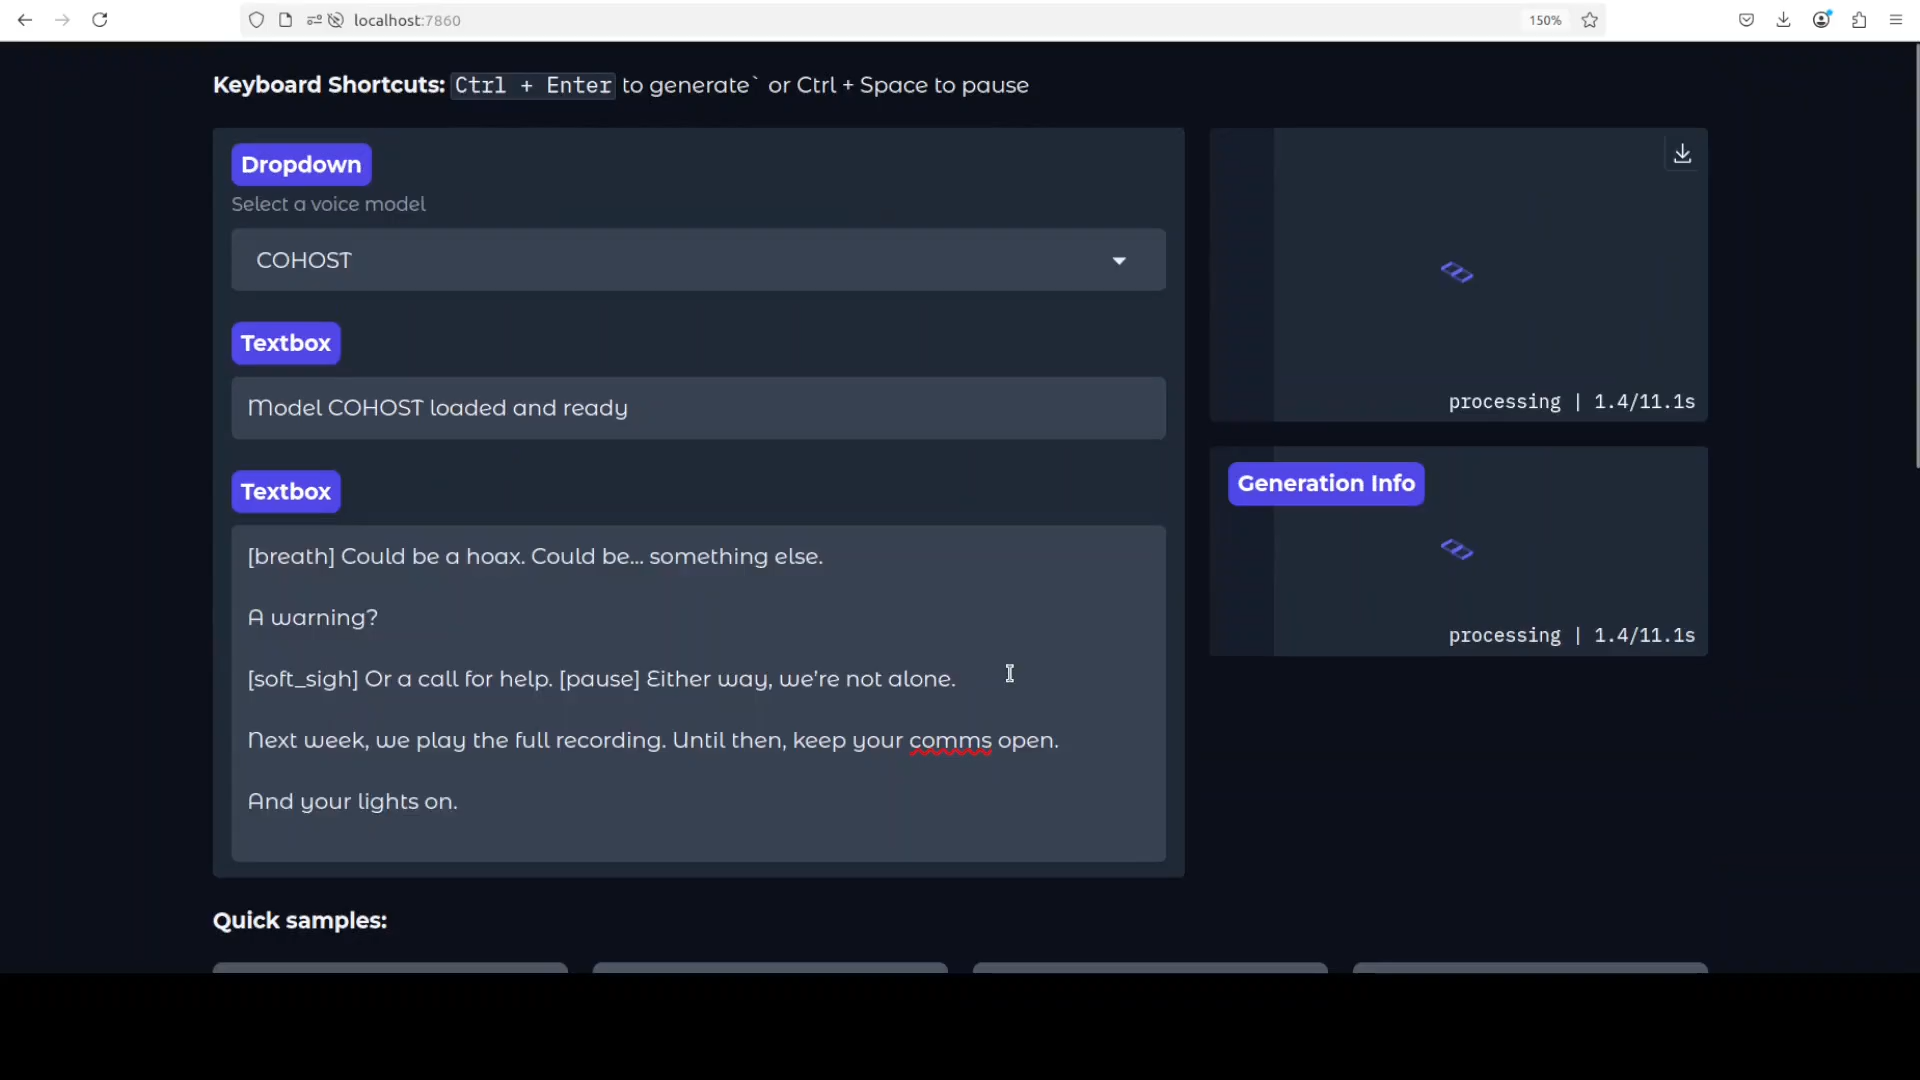 localhost:7860
150%
Keyboard Shortcuts: Ctrl + Enter to generate` or Ctrl + Space to pause
Dropdown
Select a voice model
COHOST
Textbox
Model COHOST loaded and ready
Textbox
[breath] Could be a hoax. Could be... something else.
A warning?
[soft_sigh] Or a call for help. [pause] Either way, we’re not alone.
Next week, we play the full recording. Until then, keep your comms open.
And your lights on.
processing | 1.4/11.1s
Generation Info
processing | 1.4/11.1s
Quick samples: